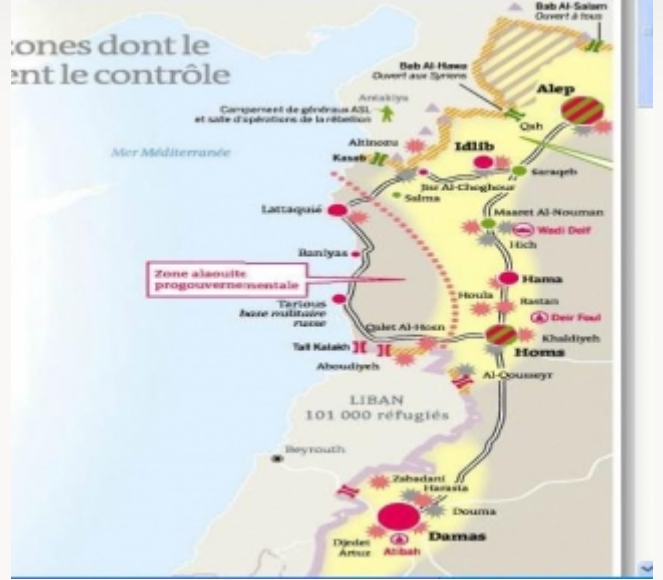 Bab Al-Salam
Ouvert à tous
zones dont le
ent le contrôle
Bab Al-Hawa
Ouvert aux Syriens
Alep
Antakiya
Campement de généraux ASL
et salle d'opérations de la rébellion
Qah
Altinozu
Idlib
Mer Méditerranée
Kasab
Saraqeb
Jisr Al-Choghour
Salma
Lattaquié
Maaret Al-Nouman
Wadi Deif
Hich
Baniyas
Zone alaouite
progouvernementale
Hama
Houla
Rastan
Tartous
base militaire
russe
Deir Foul
Qalet Al-Hosn
Khaldiyeh
Tall Kalakh
Homs
Aboudiyeh
Al-Qousseyr
LIBAN
101 000 réfugiés
Beyrouth
Zabadani
Harasta
Douma
Damas
Djedet
Artuz
Atibah